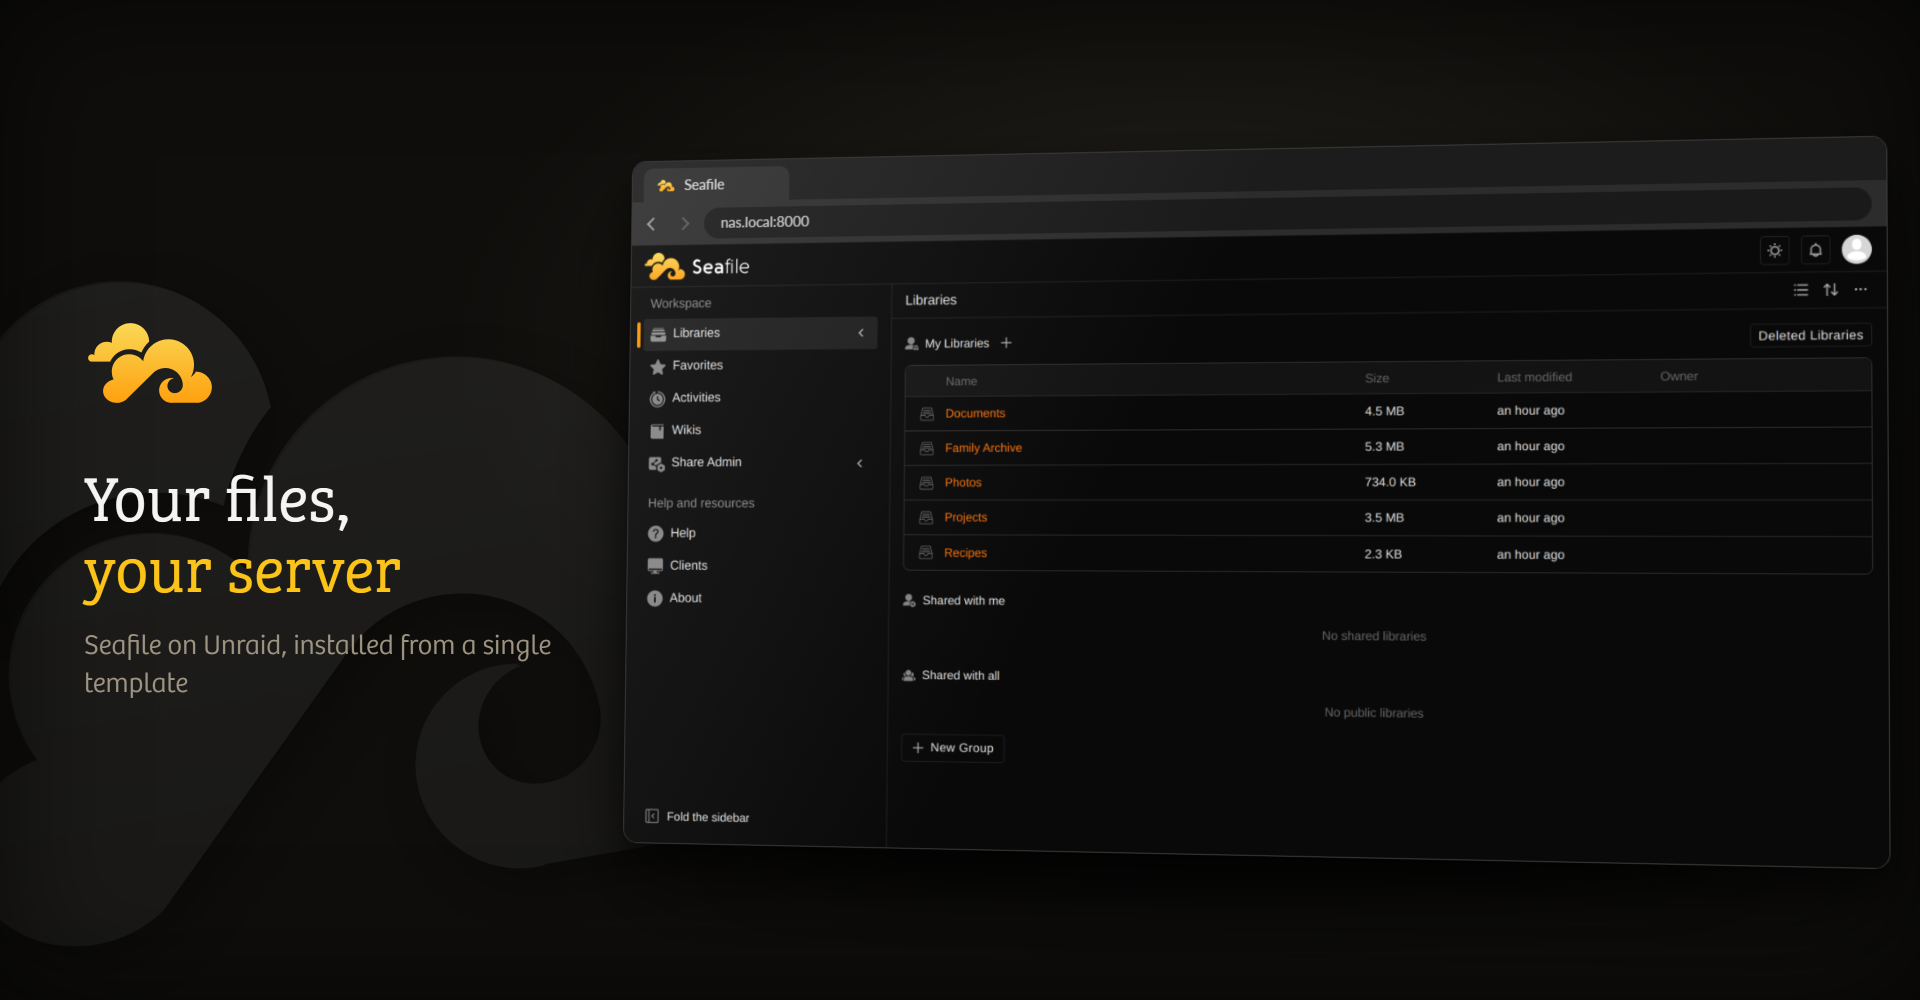 Your files,
your server
Seafile on Unraid, installed from a single
template
Seafile
nas.local:8000
Seafile
Workspace
Libraries
Favorites
Activities
Wikis
Share Admin
Help and resources
Help
Clients
About
Fold the sidebar
Libraries
My Libraries
Deleted Libraries
Name Size Last modified Owner
Documents 4.5 MB an hour ago
Family Archive 5.3 MB an hour ago
Photos 734.0 KB an hour ago
Projects 3.5 MB an hour ago
Recipes 2.3 KB an hour ago
Shared with me
No shared libraries
Shared with all
No public libraries
New Group